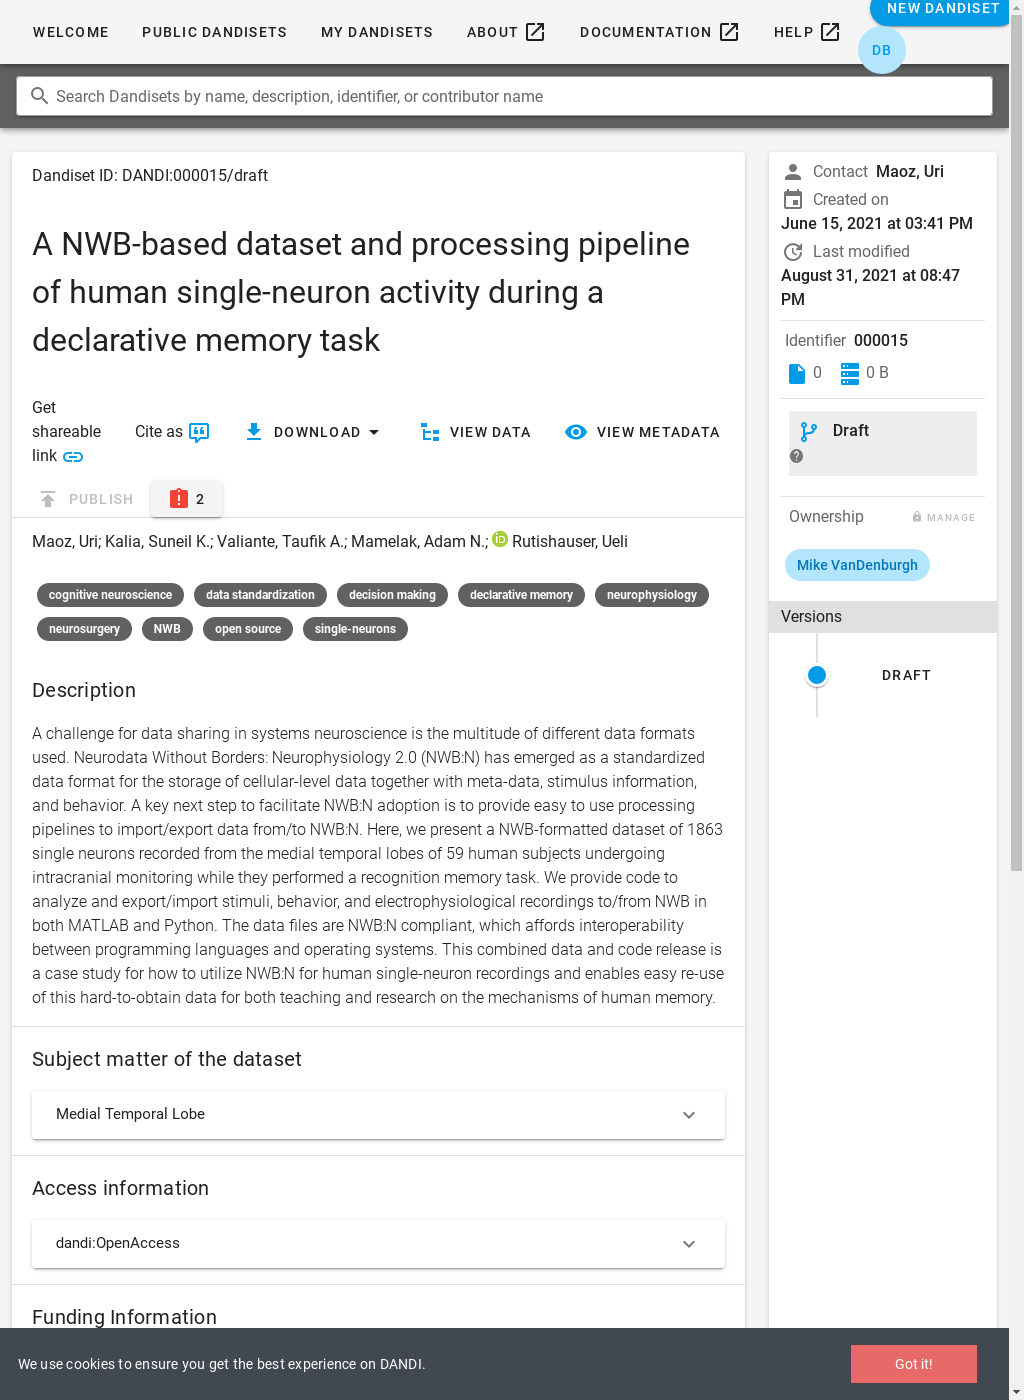 NEW DANDISET
WELCOME PUBLIC DANDISETS MY DANDISETS ABOUT DOCUMENTATION HELP
DB
Search Dandisets by name, description, identifier, or contributor name
Dandiset ID: DANDI:000015/draft
A NWB-based dataset and processing pipeline
of human single-neuron activity during a
declarative memory task
Get
shareable
link
Cite as
DOWNLOAD
VIEW DATA
VIEW METADATA
PUBLISH
2
Maoz, Uri; Kalia, Suneil K.; Valiante, Taufik A.; Mamelak, Adam N.; iD Rutishauser, Ueli
cognitive neuroscience data standardization decision making declarative memory neurophysiology
neurosurgery NWB open source single-neurons
Description
A challenge for data sharing in systems neuroscience is the multitude of different data formats
used. Neurodata Without Borders: Neurophysiology 2.0 (NWB:N) has emerged as a standardized
data format for the storage of cellular-level data together with meta-data, stimulus information,
and behavior. A key next step to facilitate NWB:N adoption is to provide easy to use processing
pipelines to import/export data from/to NWB:N. Here, we present a NWB-formatted dataset of 1863
single neurons recorded from the medial temporal lobes of 59 human subjects undergoing
intracranial monitoring while they performed a recognition memory task. We provide code to
analyze and export/import stimuli, behavior, and electrophysiological recordings to/from NWB in
both MATLAB and Python. The data files are NWB:N compliant, which affords interoperability
between programming languages and operating systems. This combined data and code release is
a case study for how to utilize NWB:N for human single-neuron recordings and enables easy re-use
of this hard-to-obtain data for both teaching and research on the mechanisms of human memory.
Subject matter of the dataset
Medial Temporal Lobe
Access information
dandi:OpenAccess
Funding Information
Contact Maoz, Uri
Created on
June 15, 2021 at 03:41 PM
Last modified
August 31, 2021 at 08:47
PM
Identifier 000015
0 0 B
Draft
Ownership MANAGE
Mike VanDenburgh
Versions
DRAFT
We use cookies to ensure you get the best experience on DANDI.
Got it!